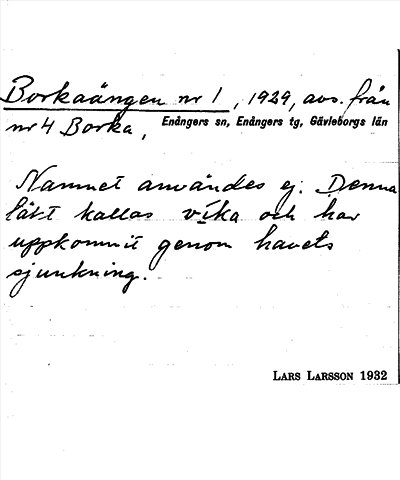 Borkaängen nr 1, 1929, avs. från
nr 4 Borka, Enångers sn, Enångers tg, Gävleborgs län
Namnet användes ej. Denna
lätt kallas vika och har
uppkommit genom havets
sjunkning.
LARS LARSSON 1932